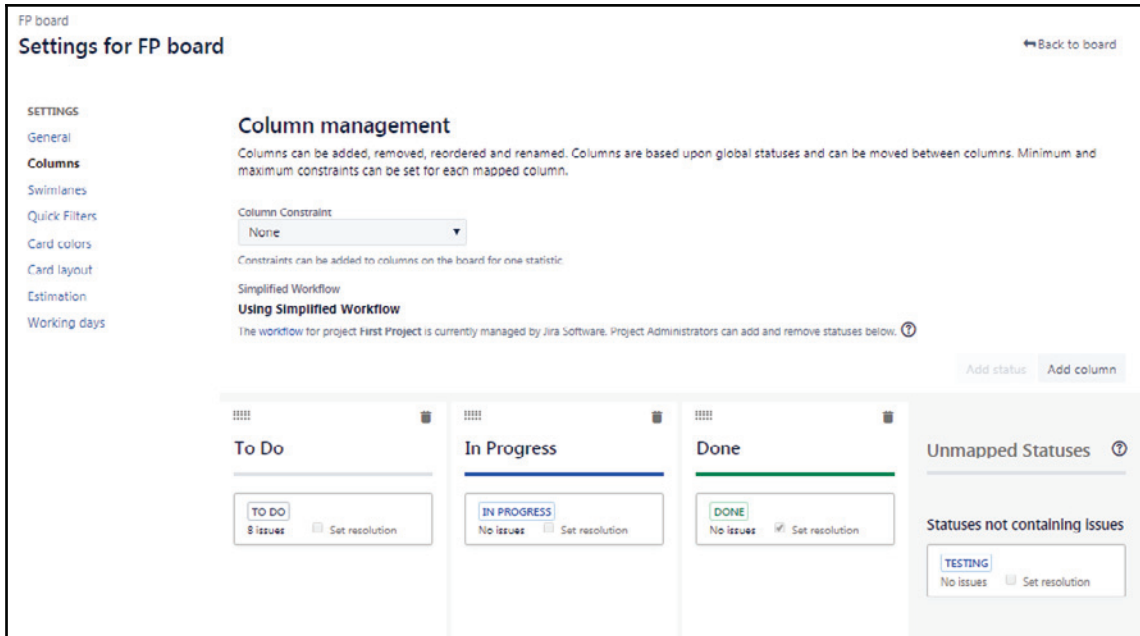 FP board
Settings for FP board
Back to board
SETTINGS
General
Columns
Swimlanes
Quick Filters
Card colors
Card layout
Estimation
Working days
Column management
Columns can be added, removed, reordered and renamed. Columns are based upon global statuses and can be moved between columns. Minimum and
maximum constraints can be set for each mapped column.
Column Constraint
None
Constraints can be added to columns on the board for one statistic
Simplified Workflow
Using Simplified Workflow
The workflow for project First Project is currently managed by Jira Software. Project Administrators can add and remove statuses below. ?
Add status Add column
To Do
TO DO
8 issues Set resolution
In Progress
IN PROGRESS
No issues Set resolution
Done
DONE
No issues Set resolution
Unmapped Statuses ?
Statuses not containing issues
TESTING
No issues Set resolution